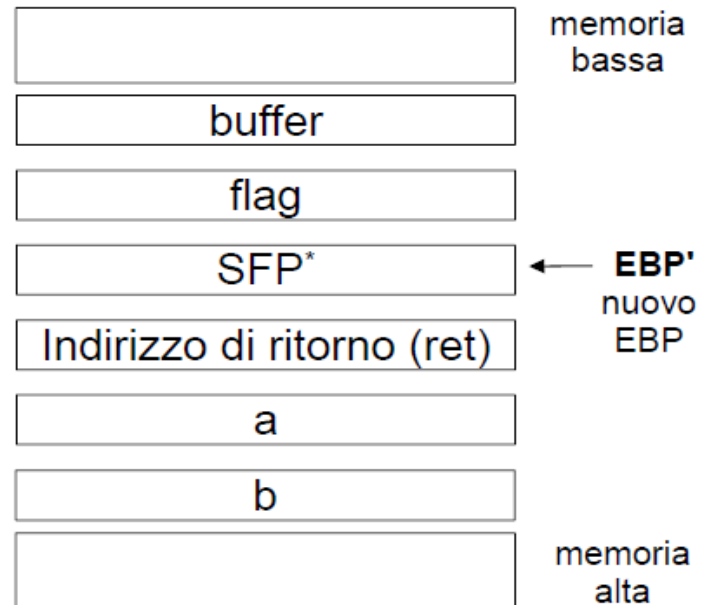 memoria
bassa
buffer
flag
SFP*
EBP'
nuovo
EBP
Indirizzo di ritorno (ret)
a
b
memoria
alta